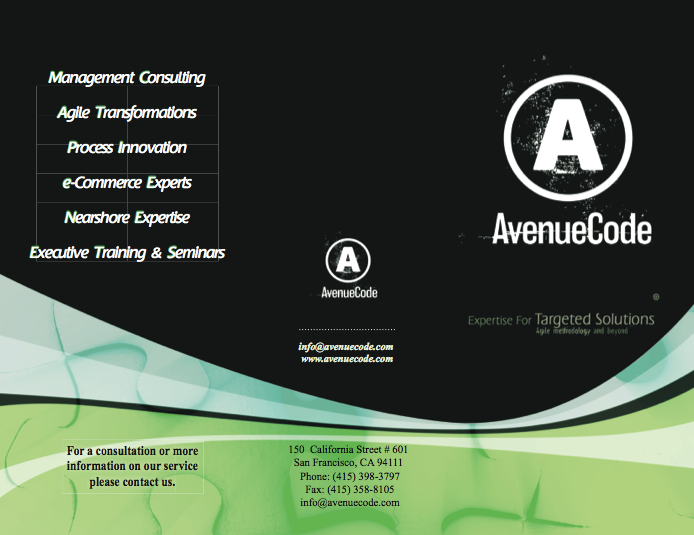 Management Consulting
Agile Transformations
Process Innovation
e-Commerce Experts
Nearshore Expertise
Executive Training & Seminars
For a consultation or more
information on our service
please contact us.
A
AvenueCode
info@avenuecode.com
www.avenuecode.com
150 California Street # 601
San Francisco, CA 94111
Phone: (415) 398-3797
Fax: (415) 358-8105
info@avenuecode.com
A
AvenueCode
®
Expertise For Targeted Solutions
Agile methodology and beyond